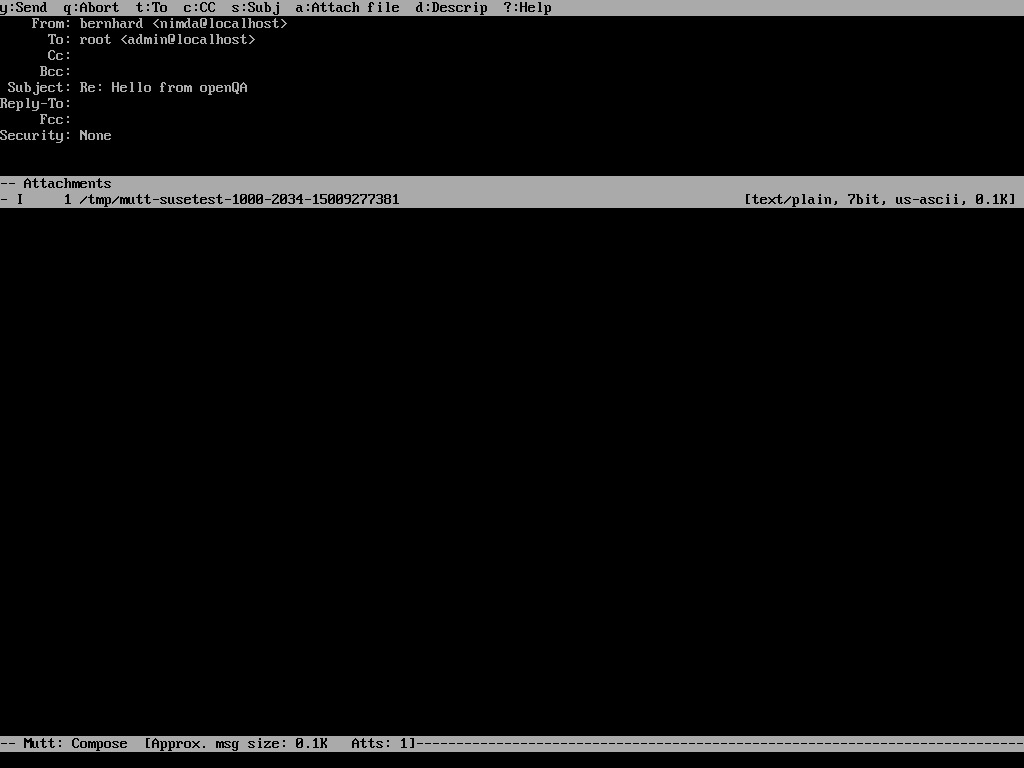 y:Send  q:Abort  t:To  c:CC  s:Subj  a:Attach file  d:Descrip  ?:Help
From: bernhard <nimda@localhost>
To: root <admin@localhost>
Cc:
Bcc:
Subject: Re: Hello from openQA
Reply-To:
Fcc:
Security: None
-- Attachments
- I     1 /tmp/mutt-susetest-1000-2034-15009277381                                           [text/plain, 7bit, us-ascii, 0.1K]
-- Mutt: Compose  [Approx. msg size: 0.1K   Atts: 1]-----------------------------------------------------------------------------